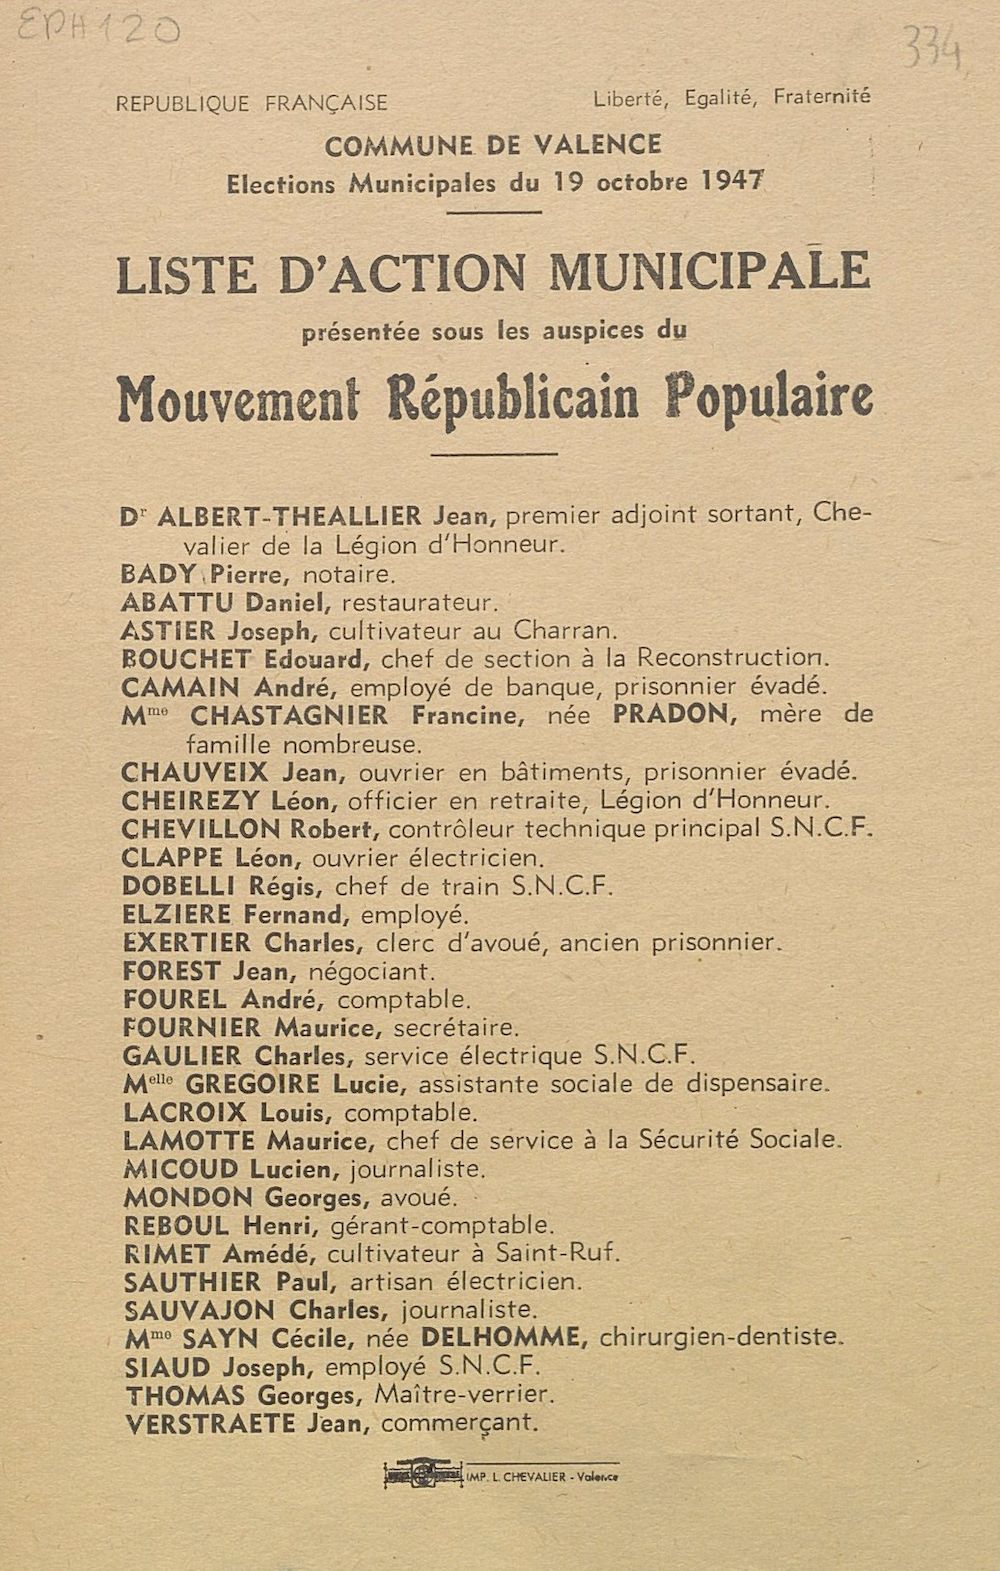 EPH 120
334
REPUBLIQUE FRANÇAISE
Liberté, Egalité, Fraternité
COMMUNE DE VALENCE
Elections Municipales du 19 octobre 1947
LISTE D'ACTION MUNICIPALE
présentée sous les auspices du
Mouvement Républicain Populaire
Dr ALBERT-THEALLIER Jean, premier adjoint sortant, Che-
valier de la Légion d'Honneur.
BADY Pierre, notaire.
ABATTU Daniel, restaurateur.
ASTIER Joseph, cultivateur au Charran.
BOUCHET Edouard, chef de section à la Reconstruction.
CAMAIN André, employé de banque, prisonnier évadé.
Mme CHASTAGNIER Francine, née PRADON, mère de
famille nombreuse.
CHAUVEIX Jean, ouvrier en bâtiments, prisonnier évadé.
CHEIREZY Léon, officier en retraite, Légion d'Honneur.
CHEVILLON Robert, contrôleur technique principal S.N.C.F.
CLAPPE Léon, ouvrier électricien.
DOBELLI Régis, chef de train S.N.C.F.
ELZIERE Fernand, employé.
EXERTIER Charles, clerc d'avoué, ancien prisonnier.
FOREST Jean, négociant.
FOUREL André, comptable.
FOURNIER Maurice, secrétaire.
GAULIER Charles, service électrique S.N.C.F.
Melle GREGOIRE Lucie, assistante sociale de dispensaire.
LACROIX Louis, comptable.
LAMOTTE Maurice, chef de service à la Sécurité Sociale.
MICOUD Lucien, journaliste.
MONDON Georges, avoué.
REBOUL Henri, gérant-comptable.
RIMET Amédé, cultivateur à Saint-Ruf.
SAUTHIER Paul, artisan électricien.
SAUVAJON Charles, journaliste.
Mme SAYN Cécile, née DELHOMME, chirurgien-dentiste.
SIAUD Joseph, employé S.N.C.F.
THOMAS Georges, Maître-verrier.
VERSTRAETE Jean, commerçant.
IMP. L. CHEVALIER - Valence